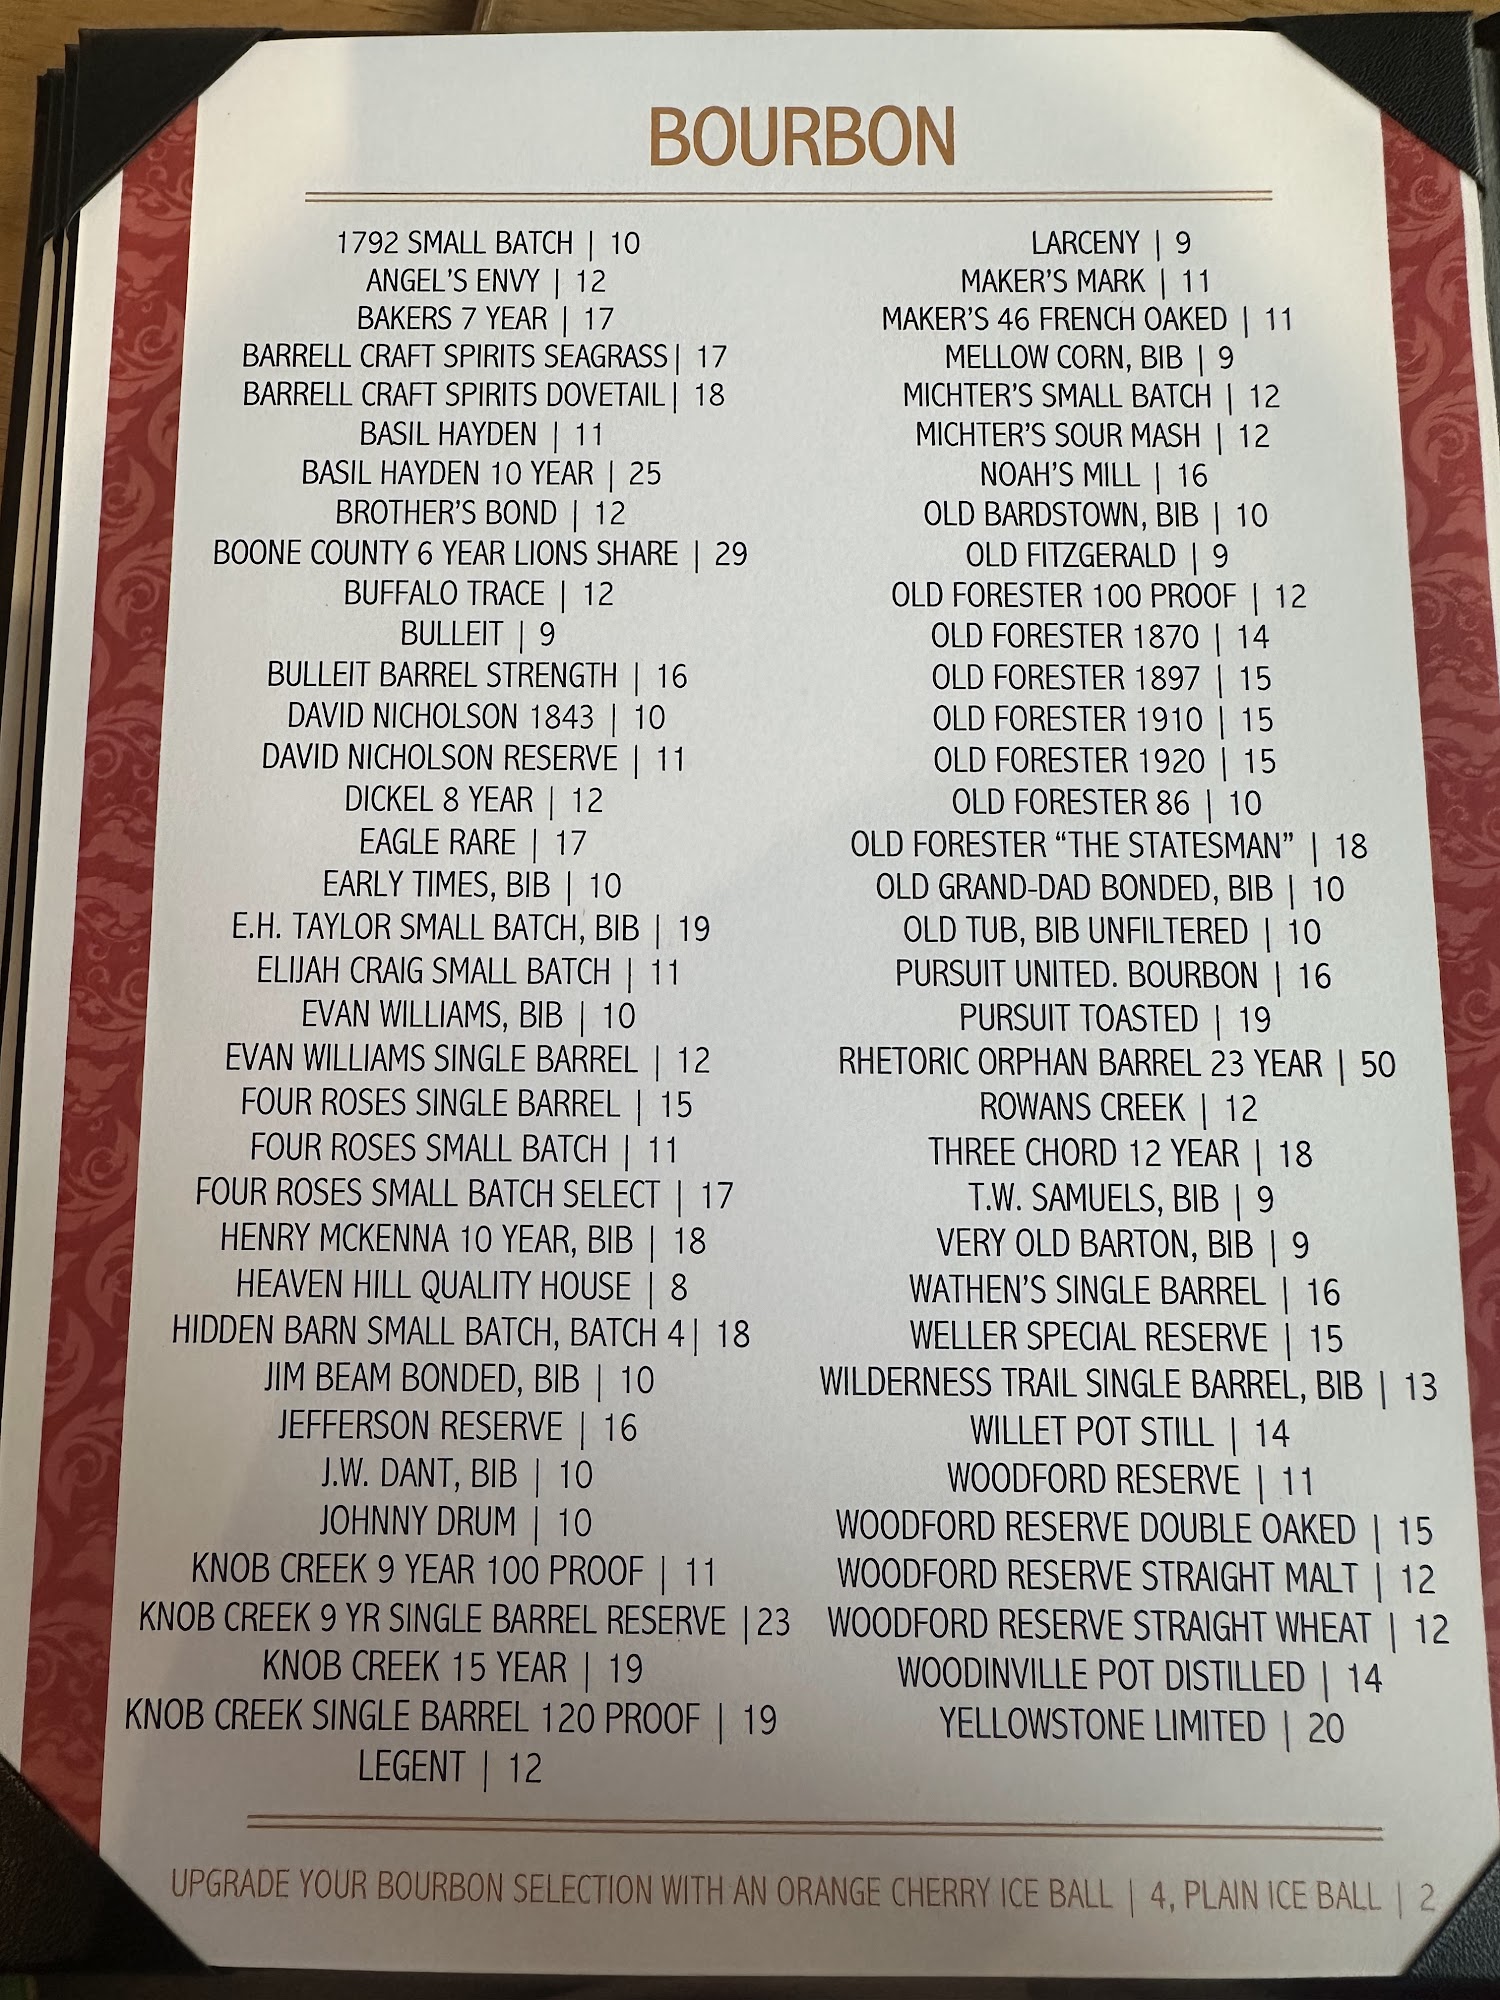 BOURBON
1792 SMALL BATCH | 10
ANGEL'S ENVY | 12
BAKERS 7 YEAR | 17
BARRELL CRAFT SPIRITS SEAGRASS| 17
BARRELL CRAFT SPIRITS DOVETAIL| 18
BASIL HAYDEN | 11
BASIL HAYDEN 10 YEAR | 25
BROTHER'S BOND | 12
BOONE COUNTY 6 YEAR LIONS SHARE | 29
BUFFALO TRACE | 12
BULLEIT | 9
BULLEIT BARREL STRENGTH | 16
DAVID NICHOLSON 1843 | 10
DAVID NICHOLSON RESERVE | 11
DICKEL 8 YEAR | 12
EAGLE RARE | 17
EARLY TIMES, BIB | 10
E.H. TAYLOR SMALL BATCH, BIB | 19
ELIJAH CRAIG SMALL BATCH | 11
EVAN WILLIAMS, BIB | 10
EVAN WILLIAMS SINGLE BARREL | 12
FOUR ROSES SINGLE BARREL | 15
FOUR ROSES SMALL BATCH | 11
FOUR ROSES SMALL BATCH SELECT | 17
HENRY MCKENNA 10 YEAR, BIB | 18
HEAVEN HILL QUALITY HOUSE | 8
HIDDEN BARN SMALL BATCH, BATCH 4| 18
JIM BEAM BONDED, BIB | 10
JEFFERSON RESERVE | 16
J.W. DANT, BIB | 10
JOHNNY DRUM | 10
KNOB CREEK 9 YEAR 100 PROOF | 11
KNOB CREEK 9 YR SINGLE BARREL RESERVE |23
KNOB CREEK 15 YEAR | 19
KNOB CREEK SINGLE BARREL 120 PROOF | 19
LEGENT | 12
LARCENY | 9
MAKER'S MARK | 11
MAKER'S 46 FRENCH OAKED | 11
MELLOW CORN, BIB | 9
MICHTER'S SMALL BATCH | 12
MICHTER'S SOUR MASH | 12
NOAH'S MILL | 16
OLD BARDSTOWN, BIB | 10
OLD FITZGERALD | 9
OLD FORESTER 100 PROOF | 12
OLD FORESTER 1870 | 14
OLD FORESTER 1897 | 15
OLD FORESTER 1910 | 15
OLD FORESTER 1920 | 15
OLD FORESTER 86 | 10
OLD FORESTER “THE STATESMAN” | 18
OLD GRAND-DAD BONDED, BIB | 10
OLD TUB, BIB UNFILTERED | 10
PURSUIT UNITED. BOURBON | 16
PURSUIT TOASTED | 19
RHETORIC ORPHAN BARREL 23 YEAR | 50
ROWANS CREEK | 12
THREE CHORD 12 YEAR | 18
T.W. SAMUELS, BIB | 9
VERY OLD BARTON, BIB | 9
WATHEN'S SINGLE BARREL | 16
WELLER SPECIAL RESERVE | 15
WILDERNESS TRAIL SINGLE BARREL, BIB | 13
WILLET POT STILL | 14
WOODFORD RESERVE | 11
WOODFORD RESERVE DOUBLE OAKED | 15
WOODFORD RESERVE STRAIGHT MALT | 12
WOODFORD RESERVE STRAIGHT WHEAT | 12
WOODINVILLE POT DISTILLED | 14
YELLOWSTONE LIMITED | 20
UPGRADE YOUR BOURBON SELECTION WITH AN ORANGE CHERRY ICE BALL | 4, PLAIN ICE BALL | 2